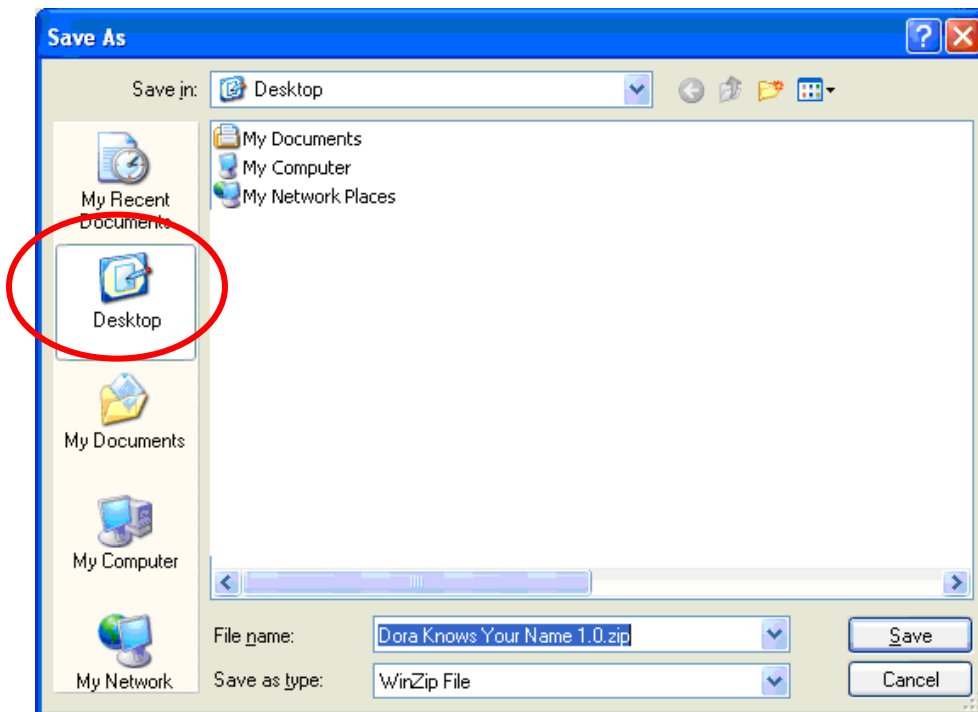 Save As
Save in:
Desktop
My Documents
My Computer
My Network Places
My Recent
Documents
Desktop
My Documents
My Computer
My Network
File name:
Dora Knows Your Name 1.0.zip
Save
Save as type:
WinZip File
Cancel